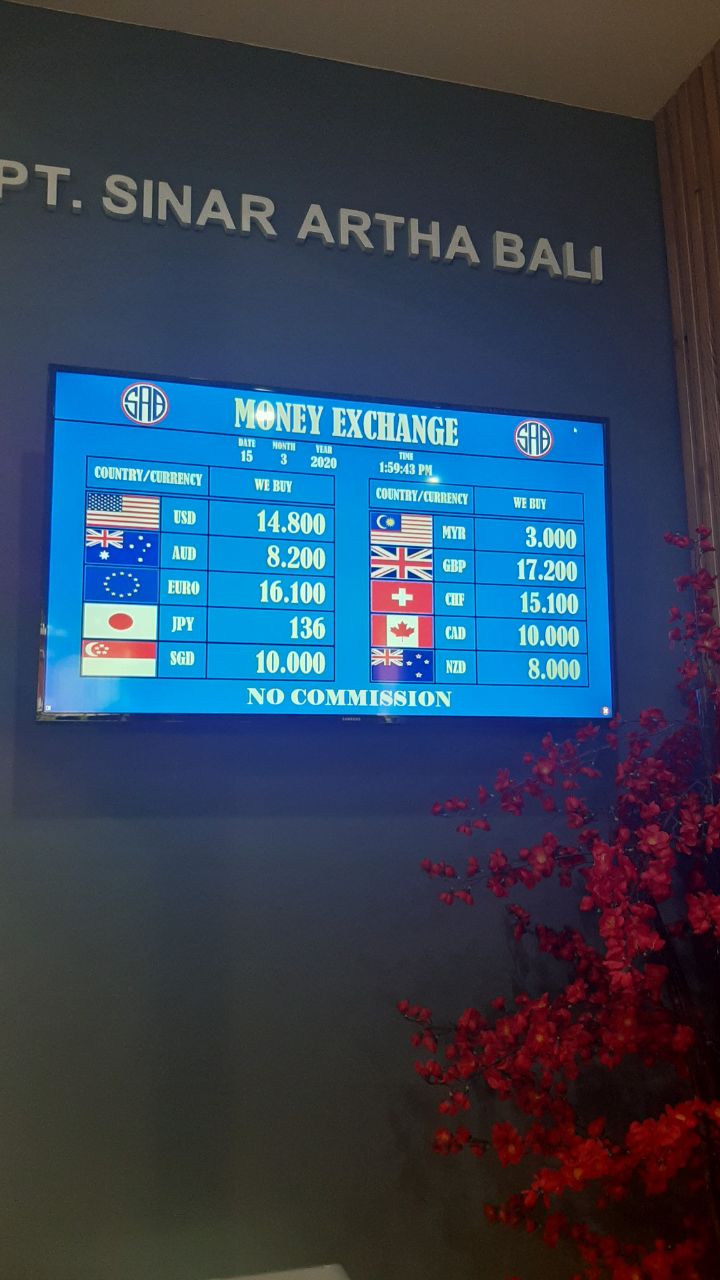 PT. SINAR ARTHA BALI
SAB MONEY EXCHANGE SAB
DATE MONTH YEAR TIME
15 3 2020 1:59:43 PM
COUNTRY/CURRENCY WE BUY
USD 14.800
AUD 8.200
EURO 16.100
JPY 136
SGD 10.000
COUNTRY/CURRENCY WE BUY
MYR 3.000
GBP 17.200
CHF 15.100
CAD 10.000
NZD 8.000
NO COMMISSION
SAMSUNG